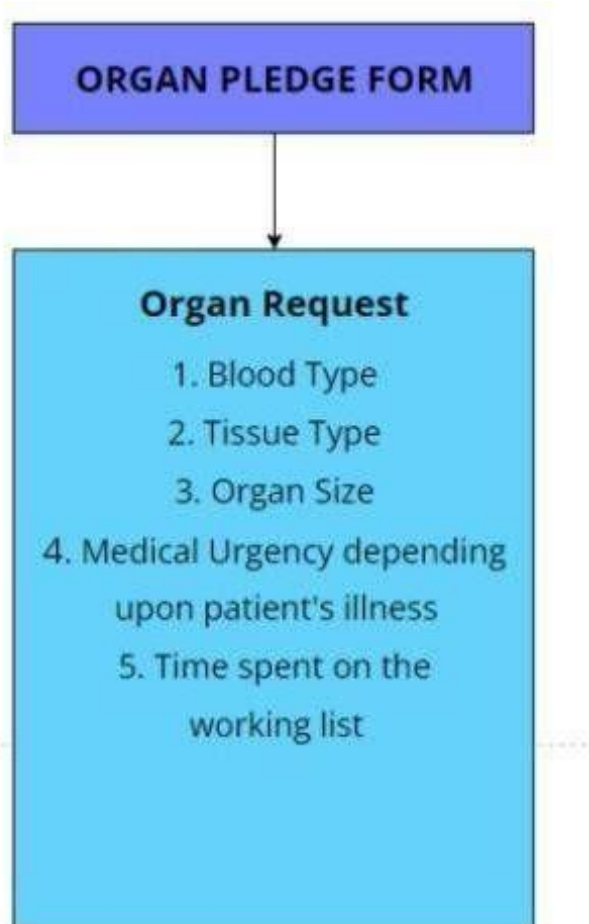 ORGAN PLEDGE FORM
Organ Request
1. Blood Type
2. Tissue Type
3. Organ Size
4. Medical Urgency depending
upon patient's illness
5. Time spent on the
working list